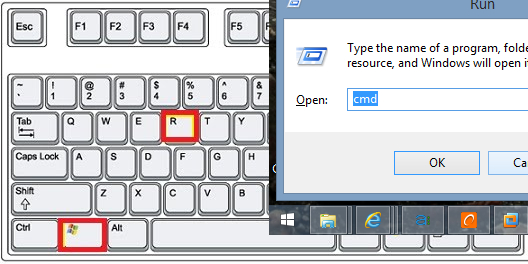 Esc F1 F2 F3 F4 F5
Run
Type the name of a program, folde
resource, and Windows will open i
Open: cmd
OK Ca
~ ! @ # $ % ^ &
` 1 2 3 4 5 6 7
Tab Q W E R T Y
Caps Lock A S D F G H
Shift Z X C V B N
Ctrl Alt